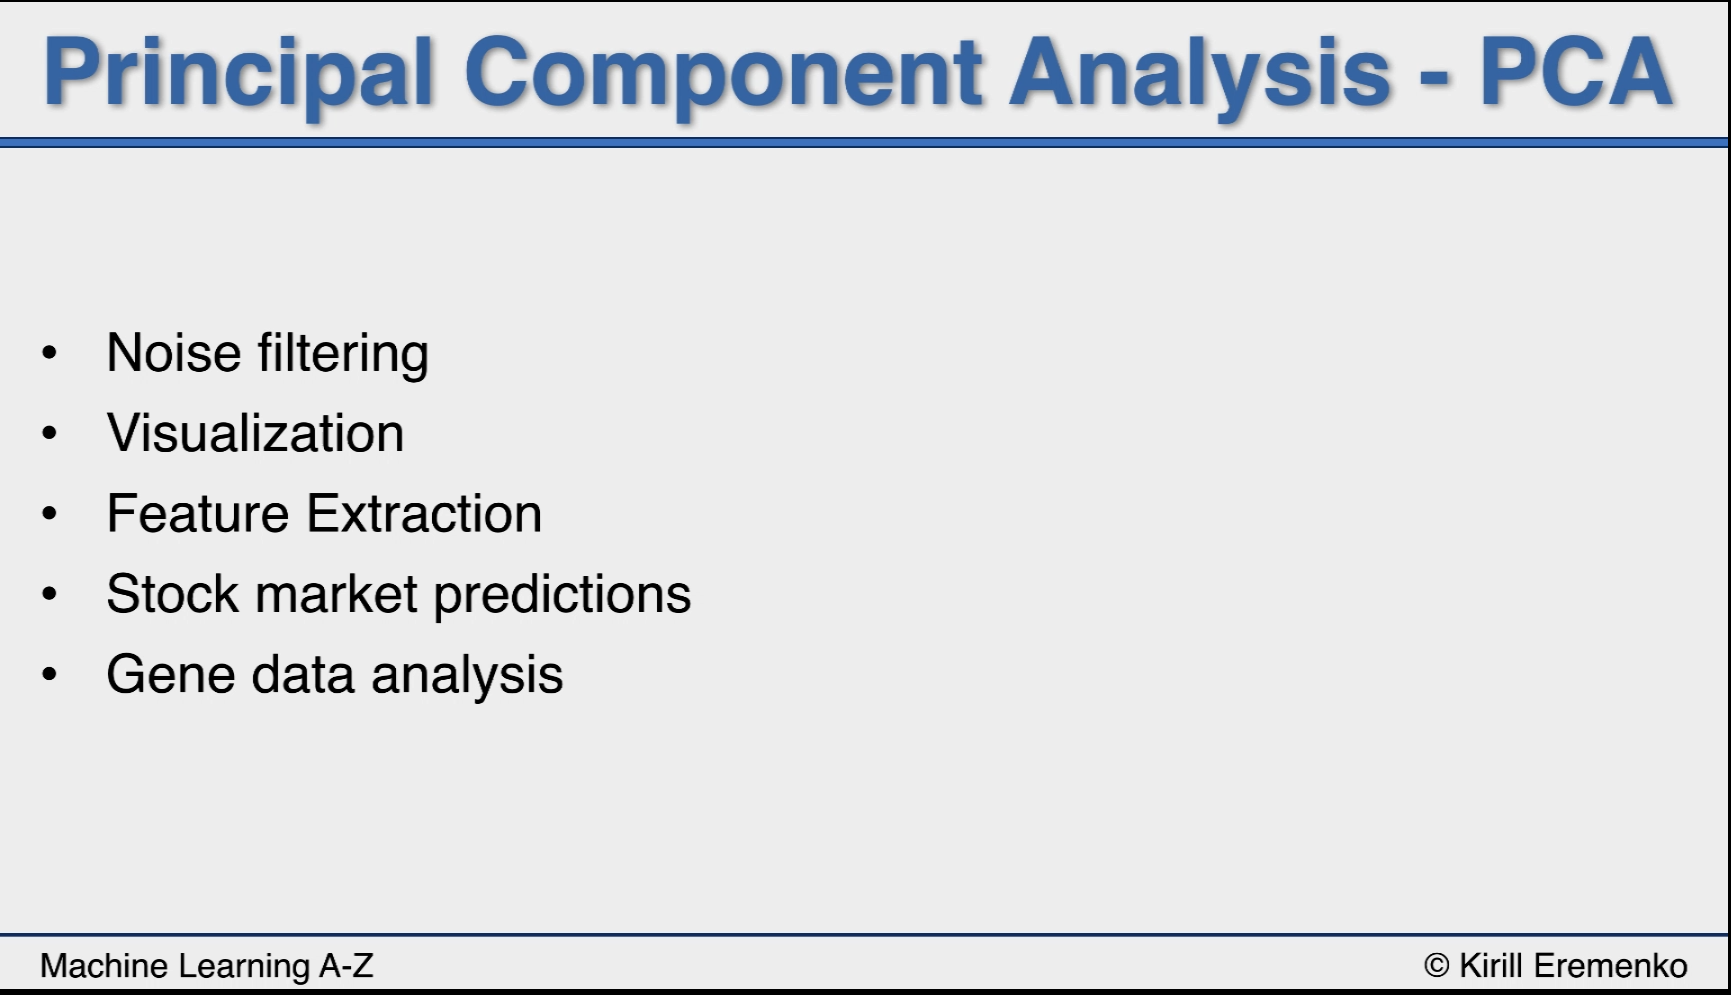 Principal Component Analysis - PCA
• Noise filtering
• Visualization
• Feature Extraction
• Stock market predictions
• Gene data analysis
Machine Learning A-Z
© Kirill Eremenko